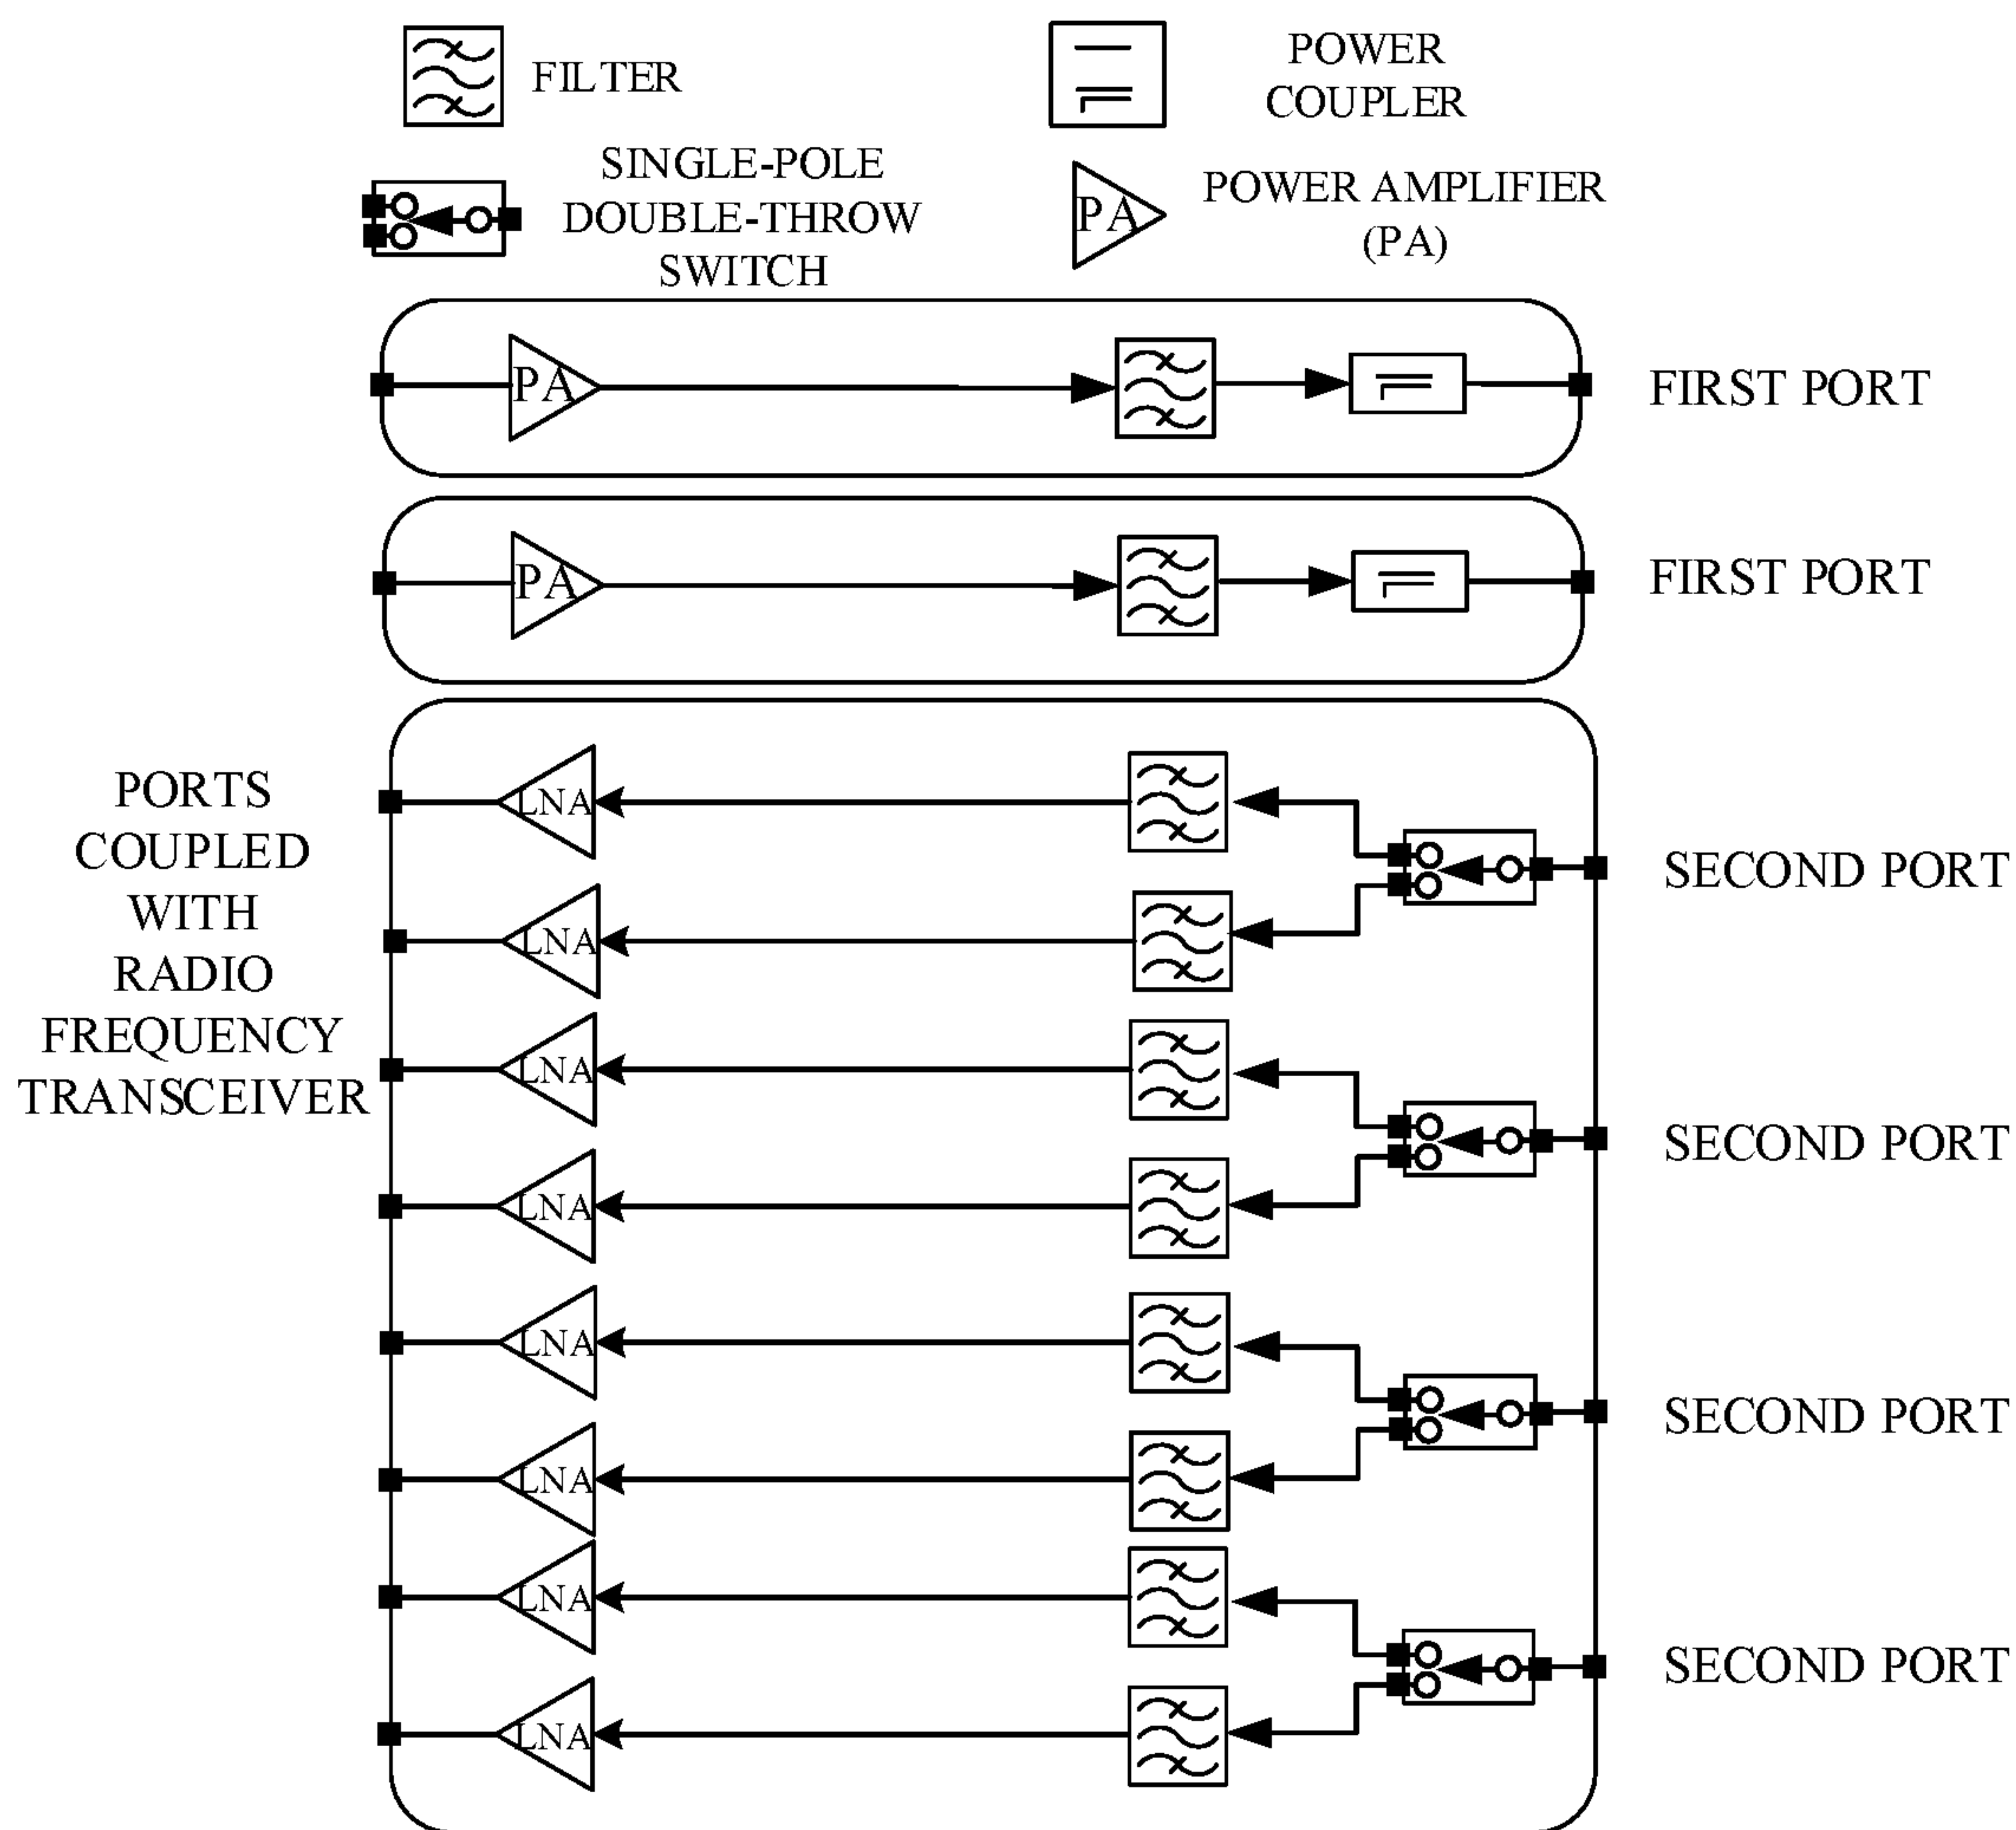 FILTER
POWER
COUPLER
SINGLE-POLE
DOUBLE-THROW
SWITCH
PA
POWER AMPLIFIER
(PA)
PA
FIRST PORT
PA
FIRST PORT
PORTS
COUPLED
WITH
RADIO
FREQUENCY
TRANSCEIVER
LNA
LNA
SECOND PORT
LNA
LNA
SECOND PORT
LNA
LNA
SECOND PORT
LNA
LNA
SECOND PORT